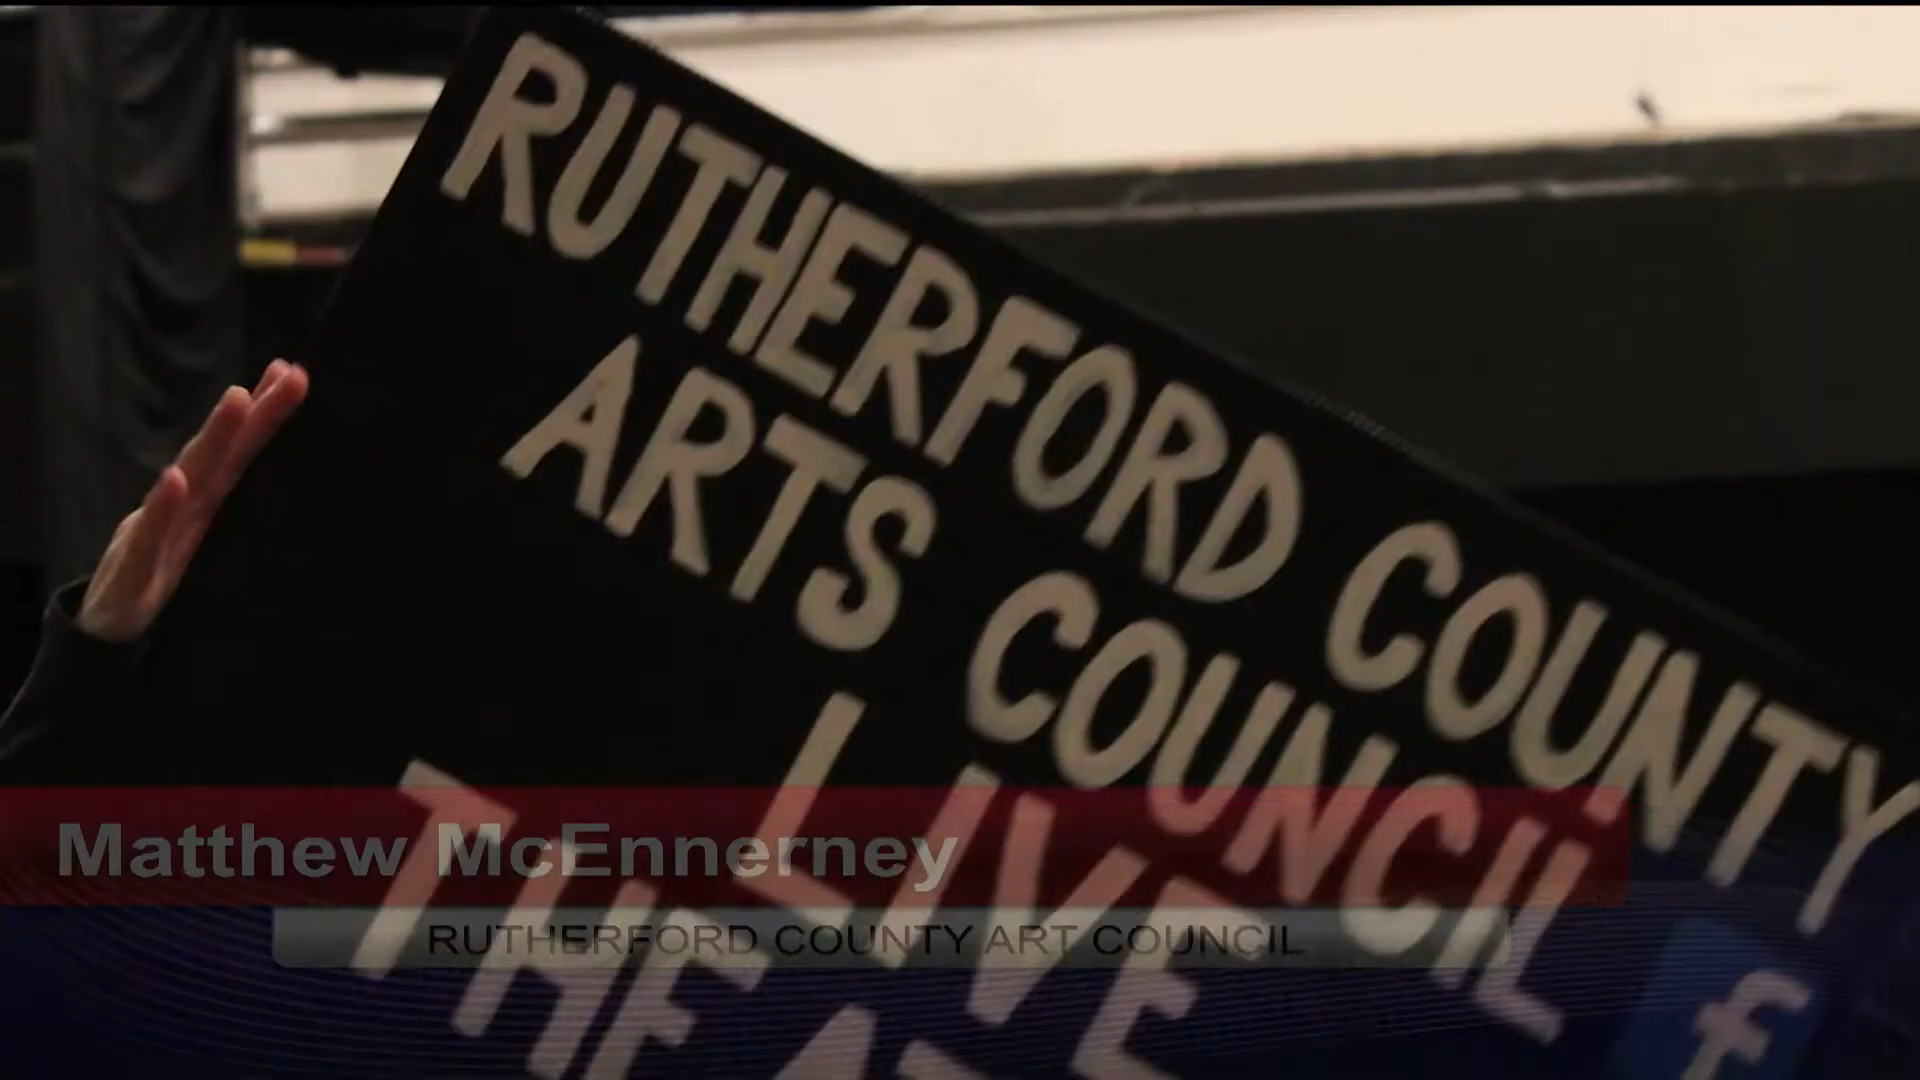 RUTHERFORD COUNTY
ARTS COUNCIL
LIVE
Matthew McEnnerney
RUTHERFORD COUNTY ART COUNCIL
f